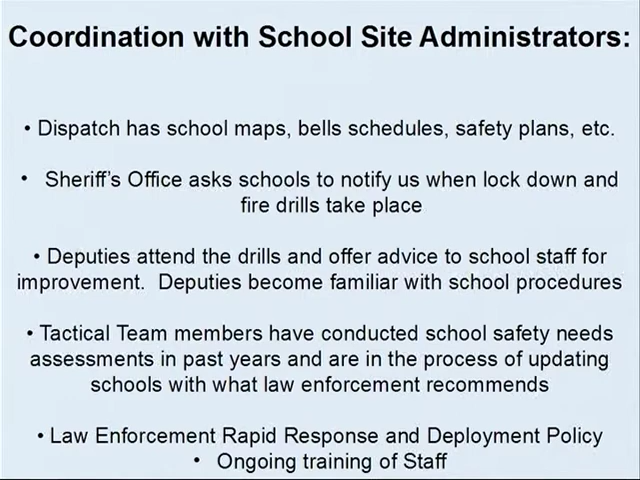 Coordination with School Site Administrators:
• Dispatch has school maps, bells schedules, safety plans, etc.
• Sheriff's Office asks schools to notify us when lock down and
fire drills take place
• Deputies attend the drills and offer advice to school staff for
improvement. Deputies become familiar with school procedures
• Tactical Team members have conducted school safety needs
assessments in past years and are in the process of updating
schools with what law enforcement recommends
• Law Enforcement Rapid Response and Deployment Policy
• Ongoing training of Staff